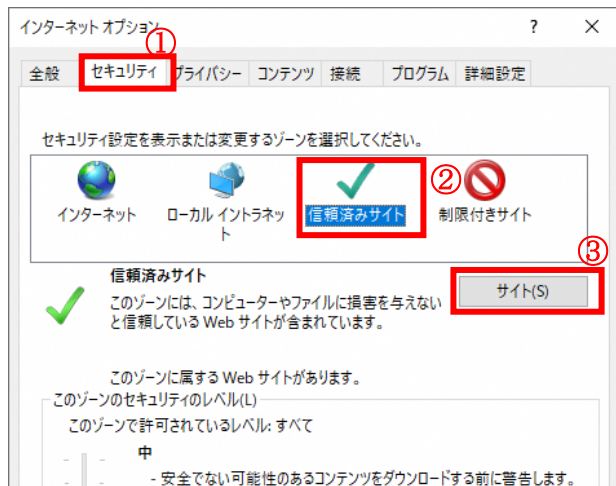 インターネット オプション ? ×
①
全般 セキュリティ プライバシー コンテンツ 接続 プログラム 詳細設定
セキュリティ設定を表示または変更するゾーンを選択してください。
②
インターネット ローカル イントラネット 信頼済みサイト 制限付きサイト
③
信頼済みサイト
サイト(S)
このゾーンには、コンピューターやファイルに損害を与えない
と信頼している Web サイトが含まれています。
このゾーンに属する Web サイトがあります。
このゾーンのセキュリティのレベル(L)
このゾーンで許可されているレベル: すべて
中
- 安全でない可能性のあるコンテンツをダウンロードする前に警告します。